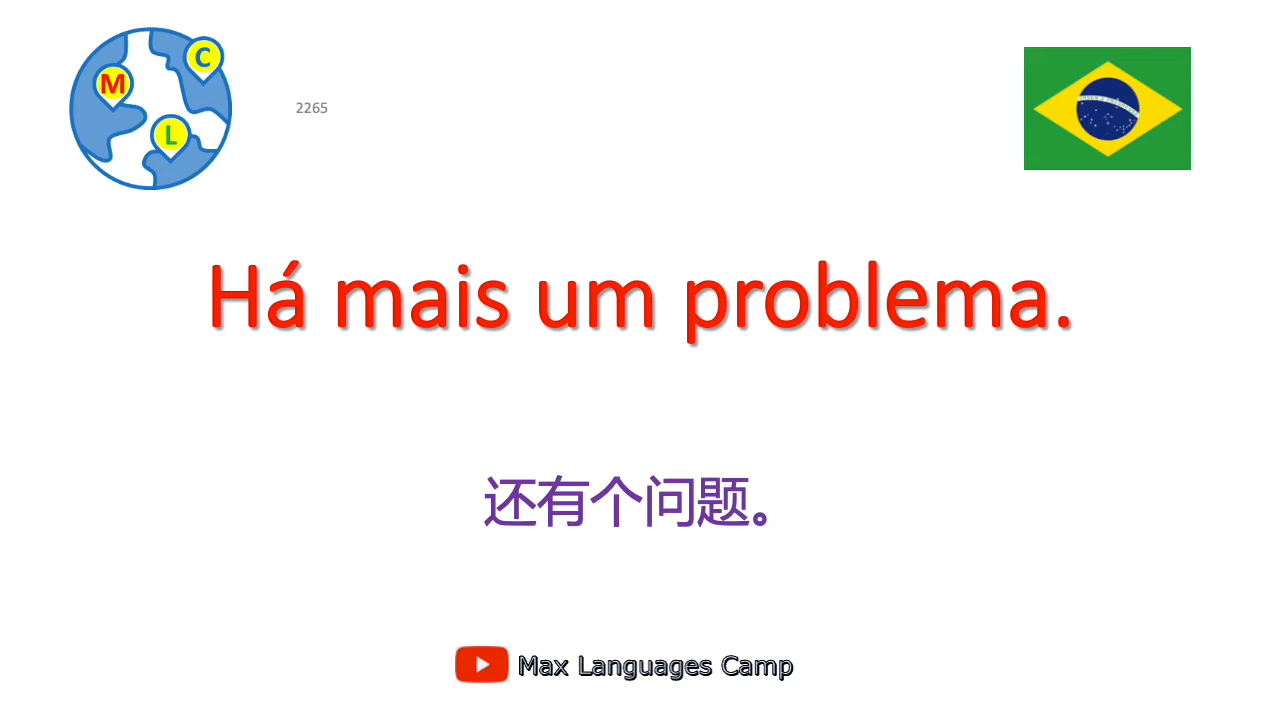 M
C
L
2265
Há mais um problema.
还有个问题。
Max Languages Camp